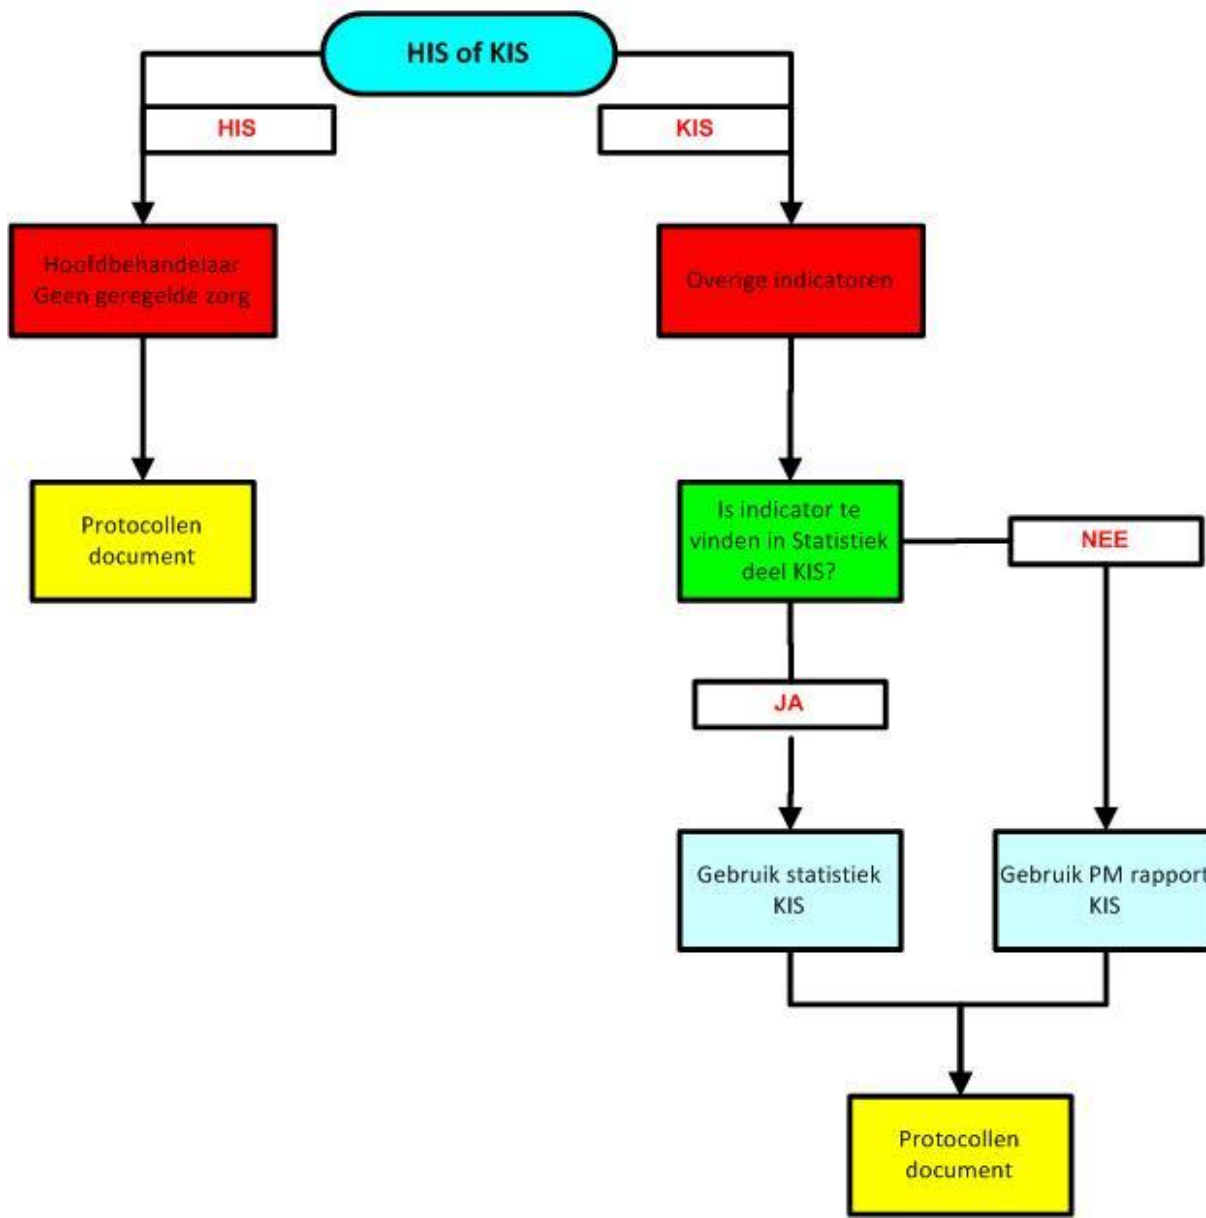 HIS of KIS
HIS
KIS
Hoofdbehandelaar
Geen geregelde zorg
Overige indicatoren
Protocollen
document
Is indicator te
vinden in Statistiek
deel KIS?
NEE
JA
Gebruik statistiek
KIS
Gebruik PM rapport
KIS
Protocollen
document